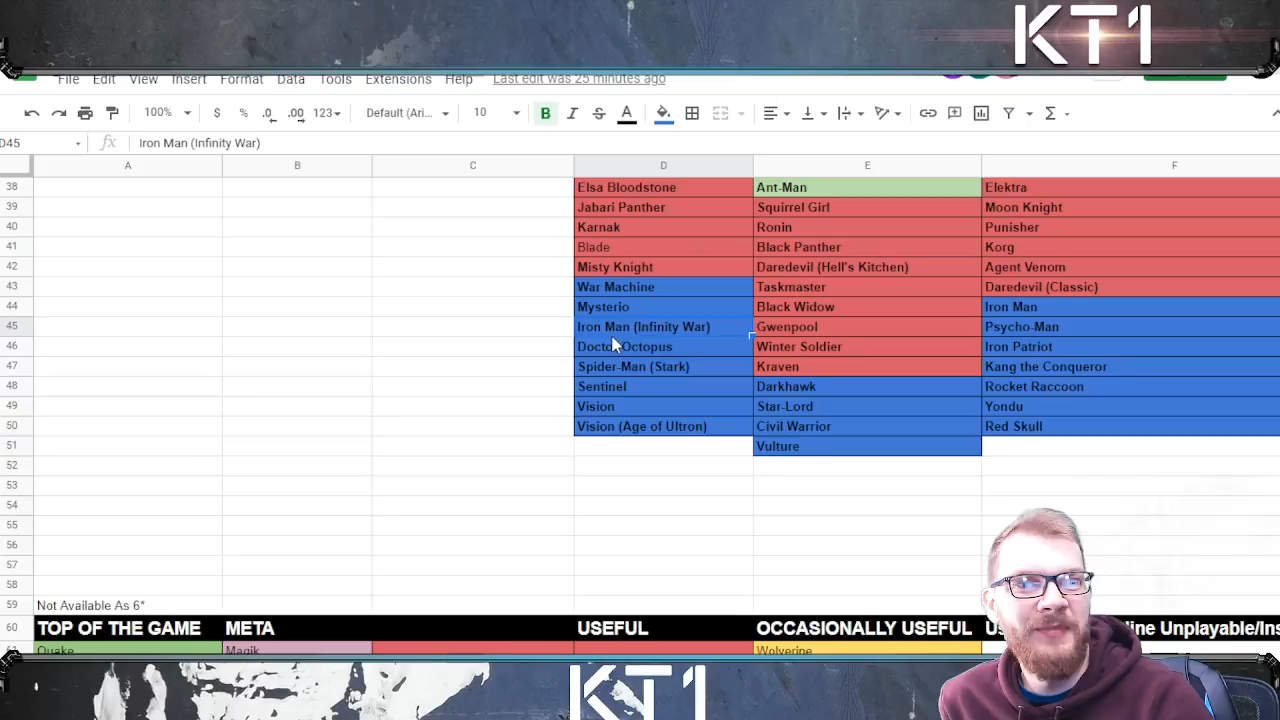 KT1
File Edit View Insert Format Data Tools Extensions Help Last edit was 25 minutes ago
100% $ % .0 .00 123 Default (Ari... 10 B I S A
D45 fx Iron Man (Infinity War)
A B C D E F
38 Elsa Bloodstone Ant-Man Elektra
39 Jabari Panther Squirrel Girl Moon Knight
40 Karnak Ronin Punisher
41 Blade Black Panther Korg
42 Misty Knight Daredevil (Hell's Kitchen) Agent Venom
43 War Machine Taskmaster Daredevil (Classic)
44 Mysterio Black Widow Iron Man
45 Iron Man (Infinity War) Gwenpool Psycho-Man
46 Doctor Octopus Winter Soldier Iron Patriot
47 Spider-Man (Stark) Kraven Kang the Conqueror
48 Sentinel Darkhawk Rocket Raccoon
49 Vision Star-Lord Yondu
50 Vision (Age of Ultron) Civil Warrior Red Skull
51 Vulture
52
53
54
55
56
57
58
59 Not Available As 6*
60 TOP OF THE GAME META USEFUL OCCASIONALLY USEFUL Unplayable/Ins
61 Quake Magik Wolverine
KT1